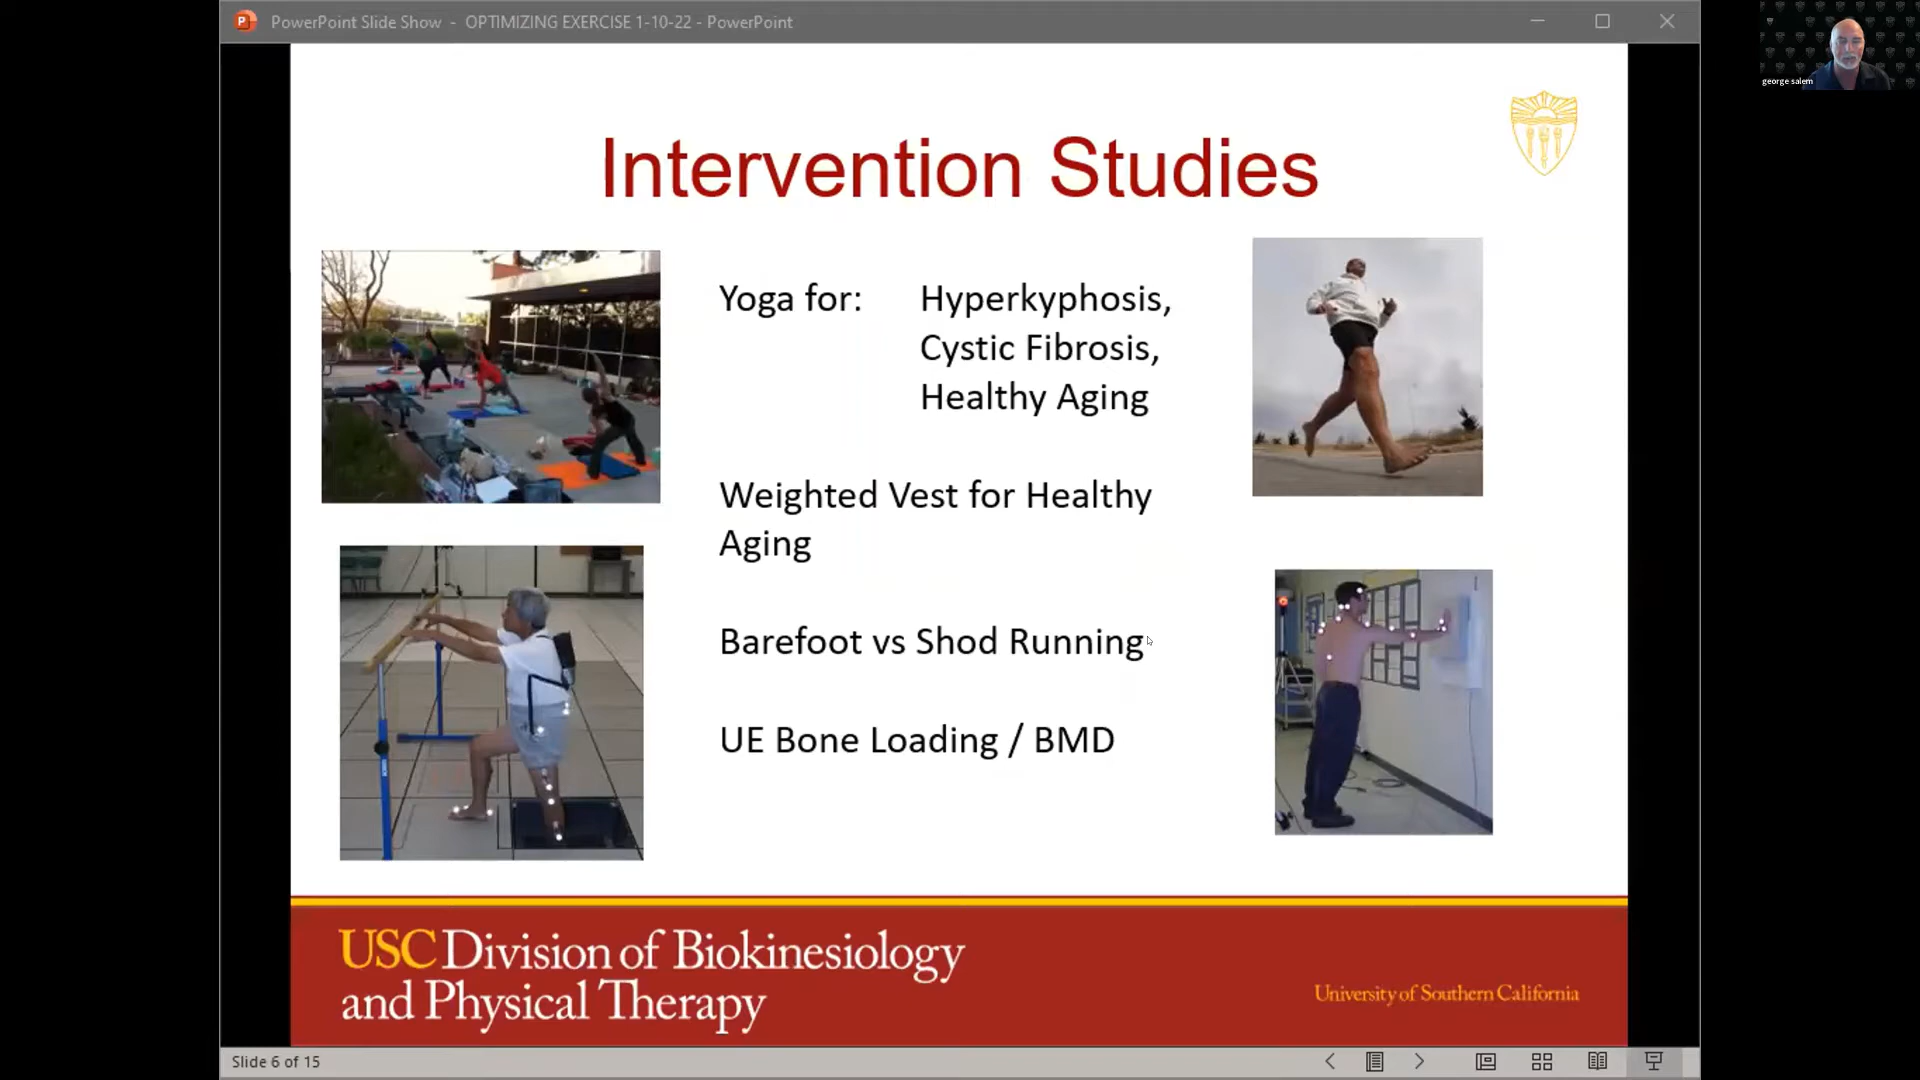 PowerPoint Slide Show - OPTIMIZING EXERCISE 1-10-22 - PowerPoint
george salem
Intervention Studies
Yoga for: Hyperkyphosis,
Cystic Fibrosis,
Healthy Aging
Weighted Vest for Healthy
Aging
Barefoot vs Shod Running
UE Bone Loading / BMD
USC Division of Biokinesiology
and Physical Therapy
University of Southern California
Slide 6 of 15